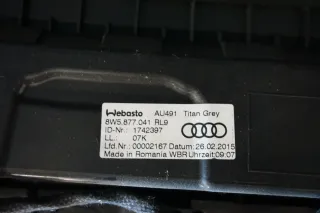 Webasto AU491 Titan Grey
8W5.877.041 RL9
ID-Nr.: 1742397
LL.: 07K
Lfd.Nr.: 00002167 Datum: 26.02.2015
Made in Romania WBR Uhrzeit: 09:07